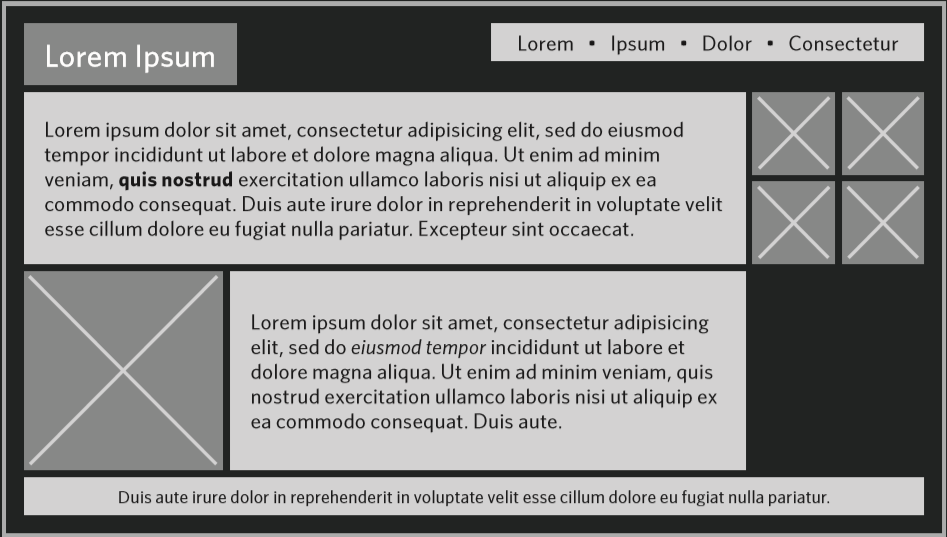 Lorem Ipsum
Lorem • Ipsum • Dolor • Consectetur
Lorem ipsum dolor sit amet, consectetur adipisicing elit, sed do eiusmod
tempor incididunt ut labore et dolore magna aliqua. Ut enim ad minim
veniam, quis nostrud exercitation ullamco laboris nisi ut aliquip ex ea
commodo consequat. Duis aute irure dolor in reprehenderit in voluptate velit
esse cillum dolore eu fugiat nulla pariatur. Excepteur sint occaecat.
Lorem ipsum dolor sit amet, consectetur adipisicing
elit, sed do eiusmod tempor incididunt ut labore et
dolore magna aliqua. Ut enim ad minim veniam, quis
nostrud exercitation ullamco laboris nisi ut aliquip ex
ea commodo consequat. Duis aute.
Duis aute irure dolor in reprehenderit in voluptate velit esse cillum dolore eu fugiat nulla pariatur.